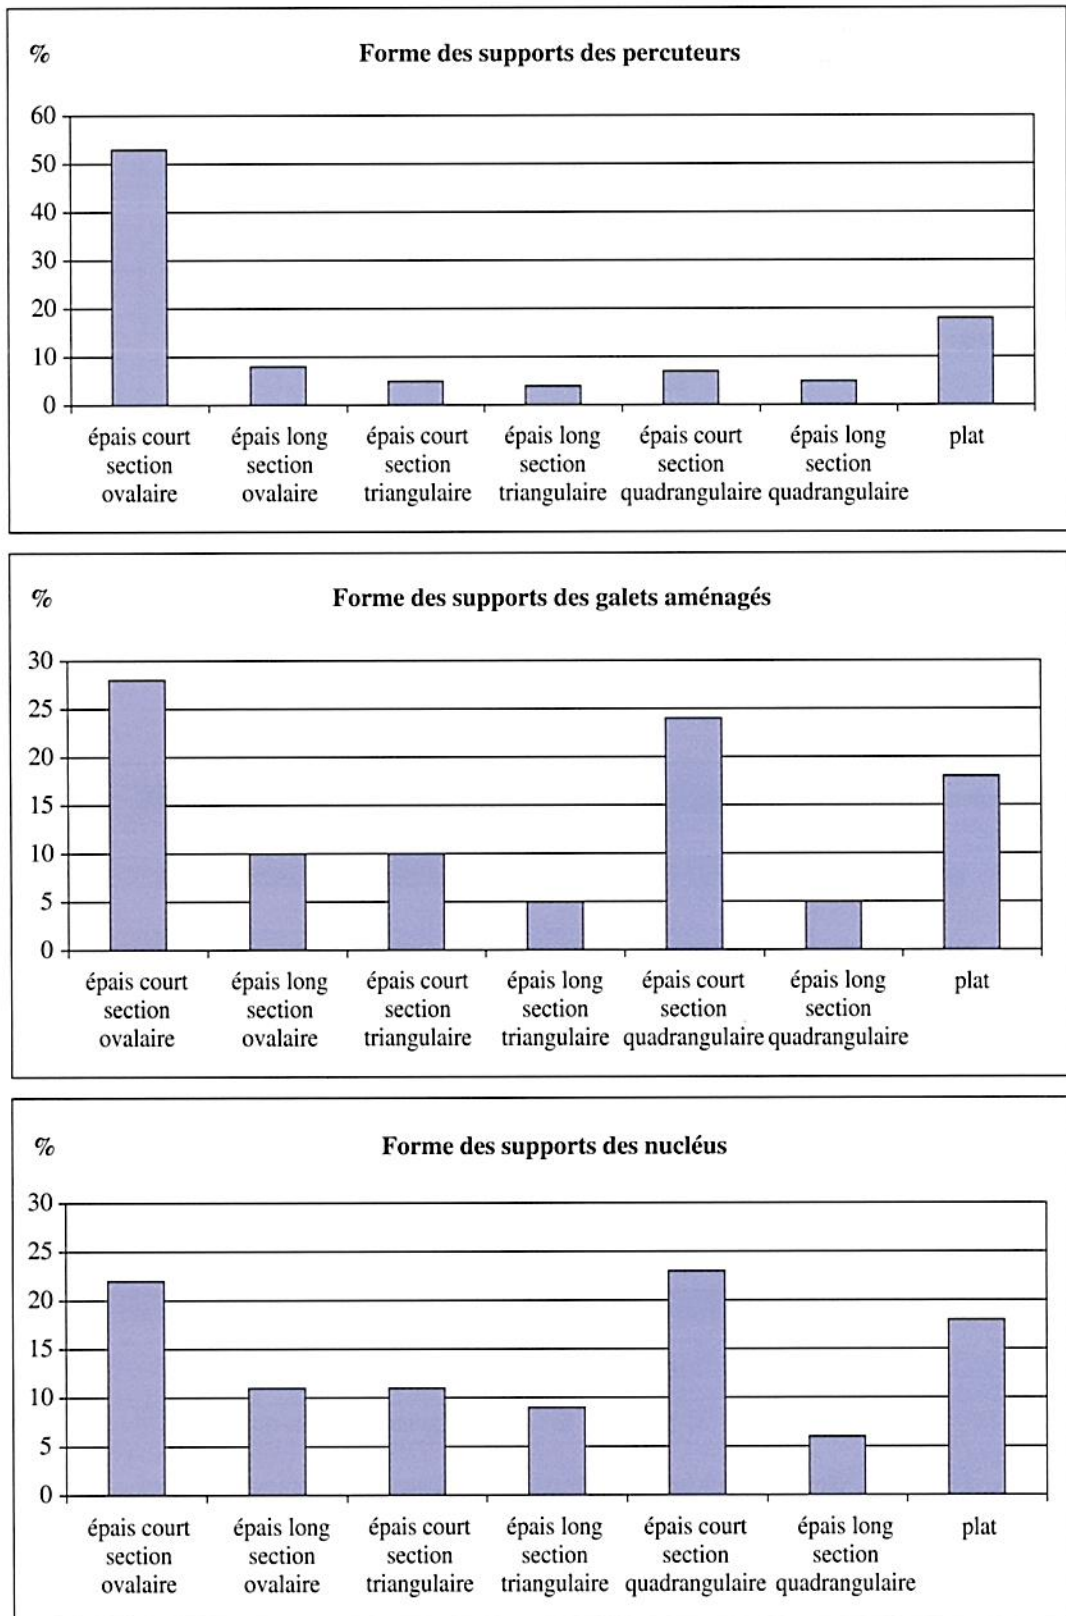 %
Forme des supports des percuteurs
60
50
40
30
20
10
0
épais court section ovalaire
épais long section ovalaire
épais court section triangulaire
épais long section triangulaire
épais court section quadrangulaire
épais long section quadrangulaire
plat
%
Forme des supports des galets aménagés
30
25
20
15
10
5
0
épais court section ovalaire
épais long section ovalaire
épais court section triangulaire
épais long section triangulaire
épais court section quadrangulaire
épais long section quadrangulaire
plat
%
Forme des supports des nucléus
30
25
20
15
10
5
0
épais court section ovalaire
épais long section ovalaire
épais court section triangulaire
épais long section triangulaire
épais court section quadrangulaire
épais long section quadrangulaire
plat